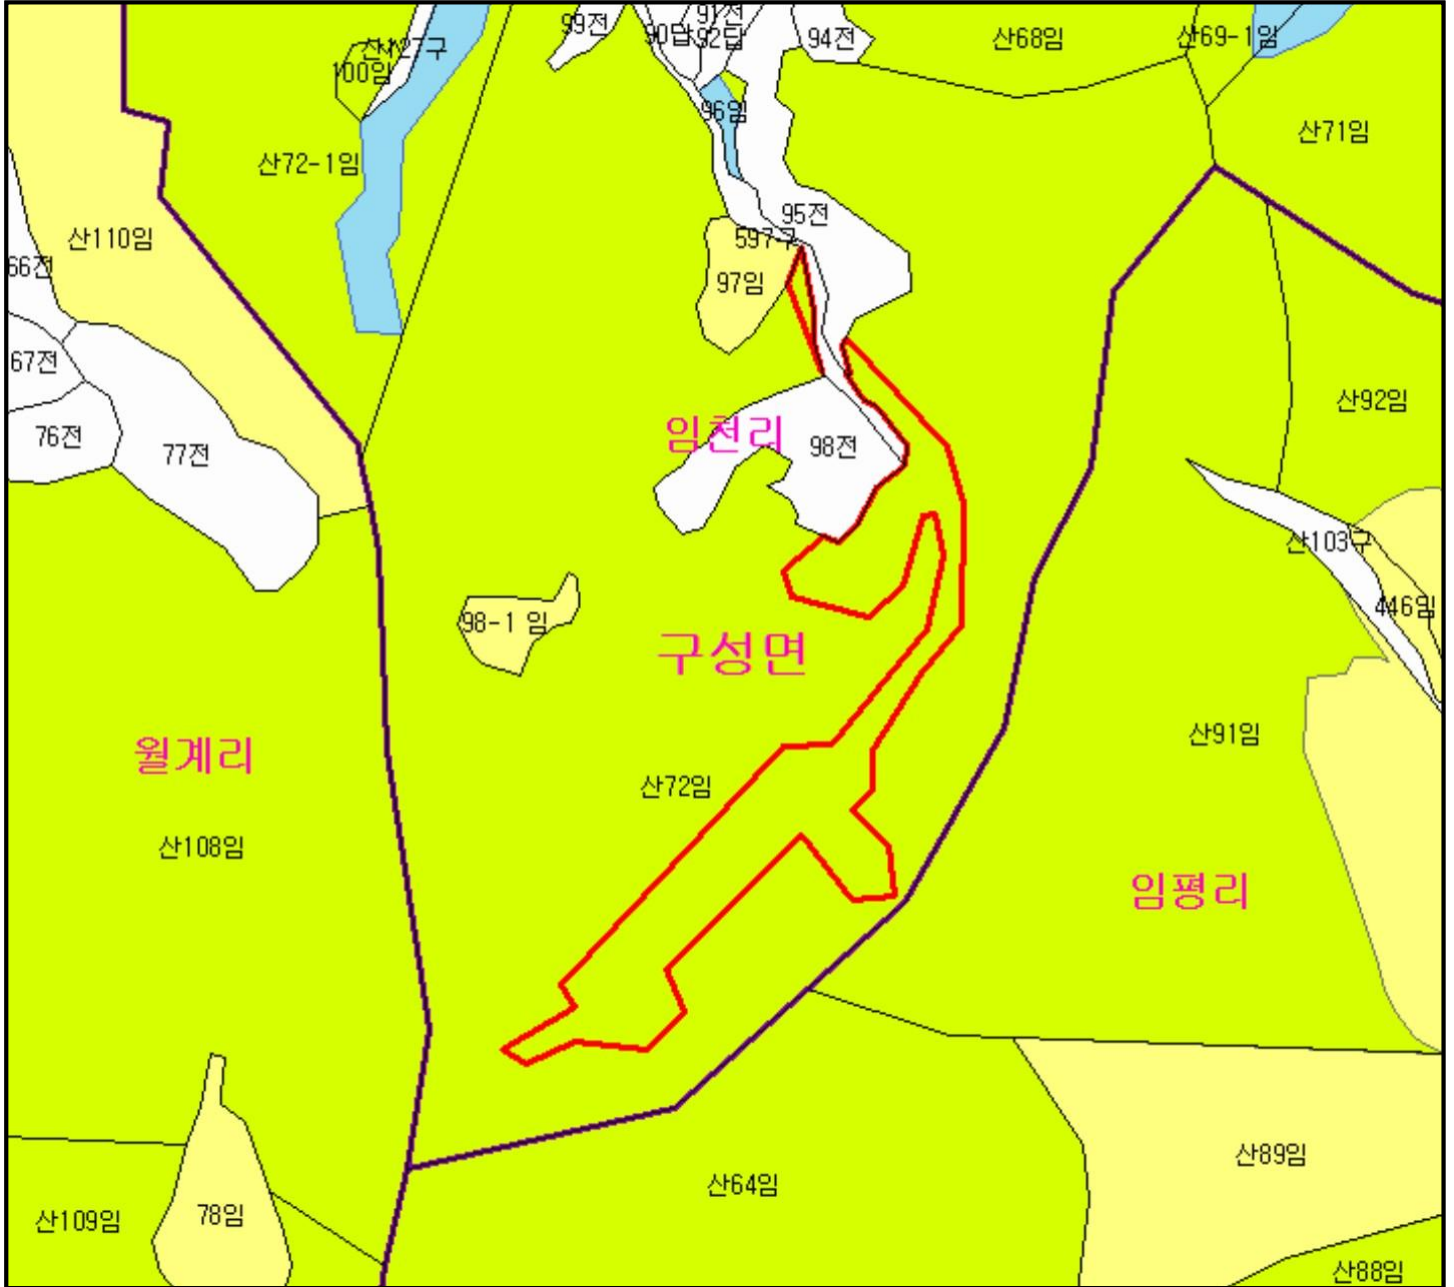 99전
90답
91전
92답
94전
산68임
산69-1임
산127구
100임
96임
산71임
산72-1임
95전
산110임
597구
66전
97임
67전
산92임
76전
임천리
98전
77전
산103구
446임
98-1 임
구성면
산91임
월계리
산72임
산108임
임평리
산89임
산64임
78임
산109임
산88임